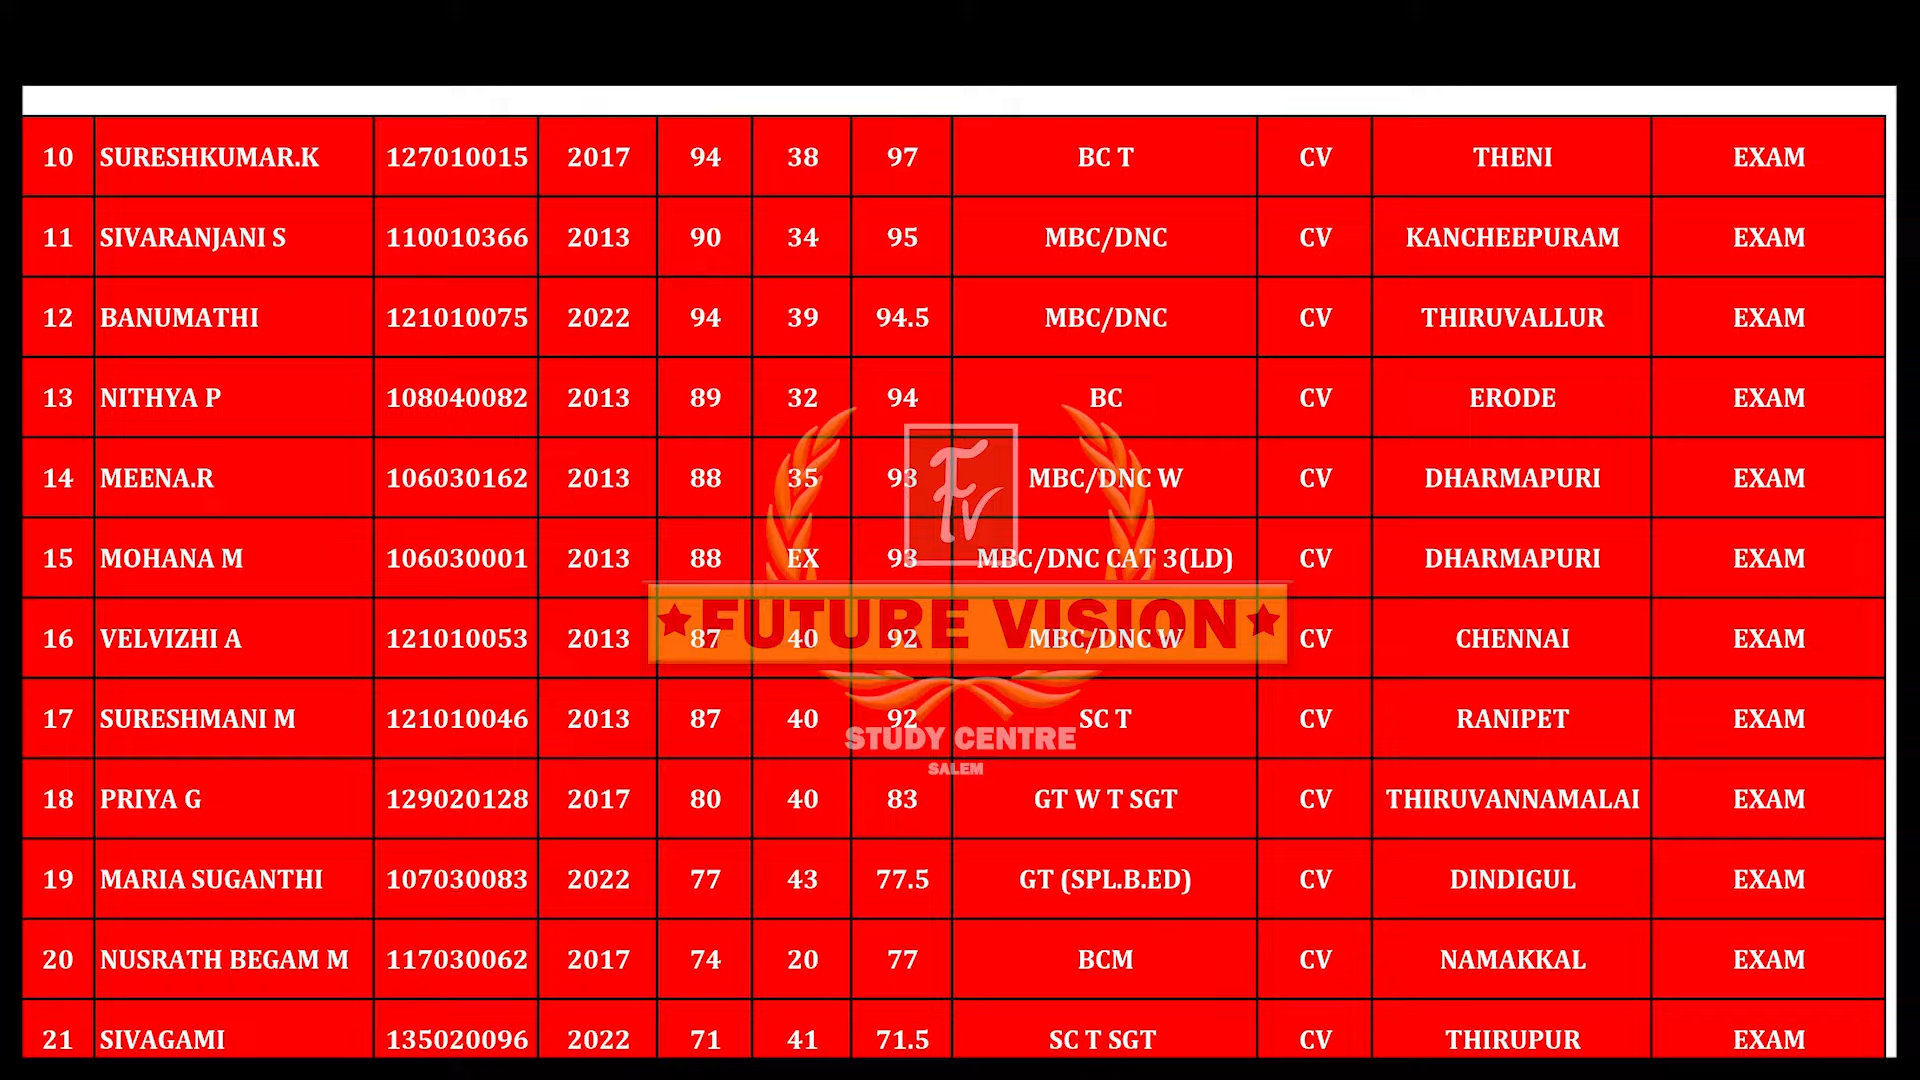 10 SURESHKUMAR.K 127010015 2017 94 38 97 BC T CV THENI EXAM
11 SIVARANJANI S 110010366 2013 90 34 95 MBC/DNC CV KANCHEEPURAM EXAM
12 BANUMATHI 121010075 2022 94 39 94.5 MBC/DNC CV THIRUVALLUR EXAM
13 NITHYA P 108040082 2013 89 32 94 BC CV ERODE EXAM
14 MEENA.R 106030162 2013 88 35 93 MBC/DNC W CV DHARMAPURI EXAM
15 MOHANA M 106030001 2013 88 EX 93 MBC/DNC CAT 3(LD) CV DHARMAPURI EXAM
16 VELVIZHI A 121010053 2013 87 40 92 MBC/DNC W CV CHENNAI EXAM
17 SURESHMANI M 121010046 2013 87 40 92 SC T CV RANIPET EXAM
18 PRIYA G 129020128 2017 80 40 83 GT W T SGT CV THIRUVANNAMALAI EXAM
19 MARIA SUGANTHI 107030083 2022 77 43 77.5 GT (SPL.B.ED) CV DINDIGUL EXAM
20 NUSRATH BEGAM M 117030062 2017 74 20 77 BCM CV NAMAKKAL EXAM
21 SIVAGAMI 135020096 2022 71 41 71.5 SC T SGT CV THIRUPUR EXAM
FV
FUTURE VISION
STUDY CENTRE
SALEM